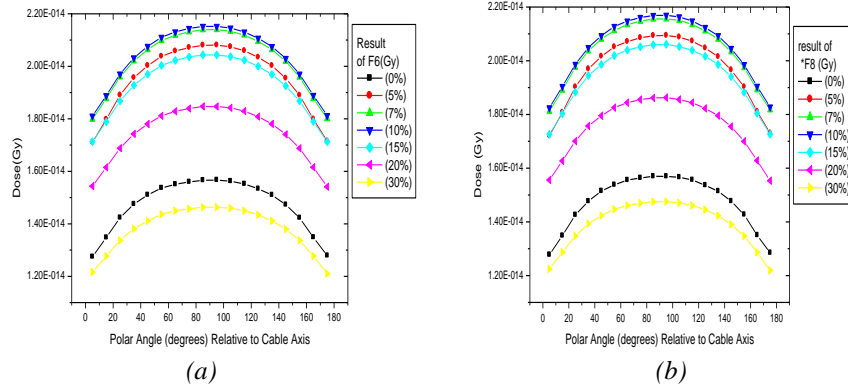 2.20E-014
2.00E-014
1.80E-014
1.60E-014
1.40E-014
1.20E-014
Dose(Gy)
0 20 40 60 80 100 120 140 160 180
Polar Angle (degrees) Relative to Cable Axis
Result
of F6(Gy)
(0%)
(5%)
(7%)
(10%)
(15%)
(20%)
(30%)
(a)
2.20E-014
2.00E-014
1.80E-014
1.60E-014
1.40E-014
1.20E-014
Dose (Gy)
0 20 40 60 80 100 120 140 160 180
Polar Angle (degrees) Relative to Cable Axis
result of
*F8 (Gy)
(0%)
(5%)
(7%)
(10%)
(15%)
(20%)
(30%)
(b)